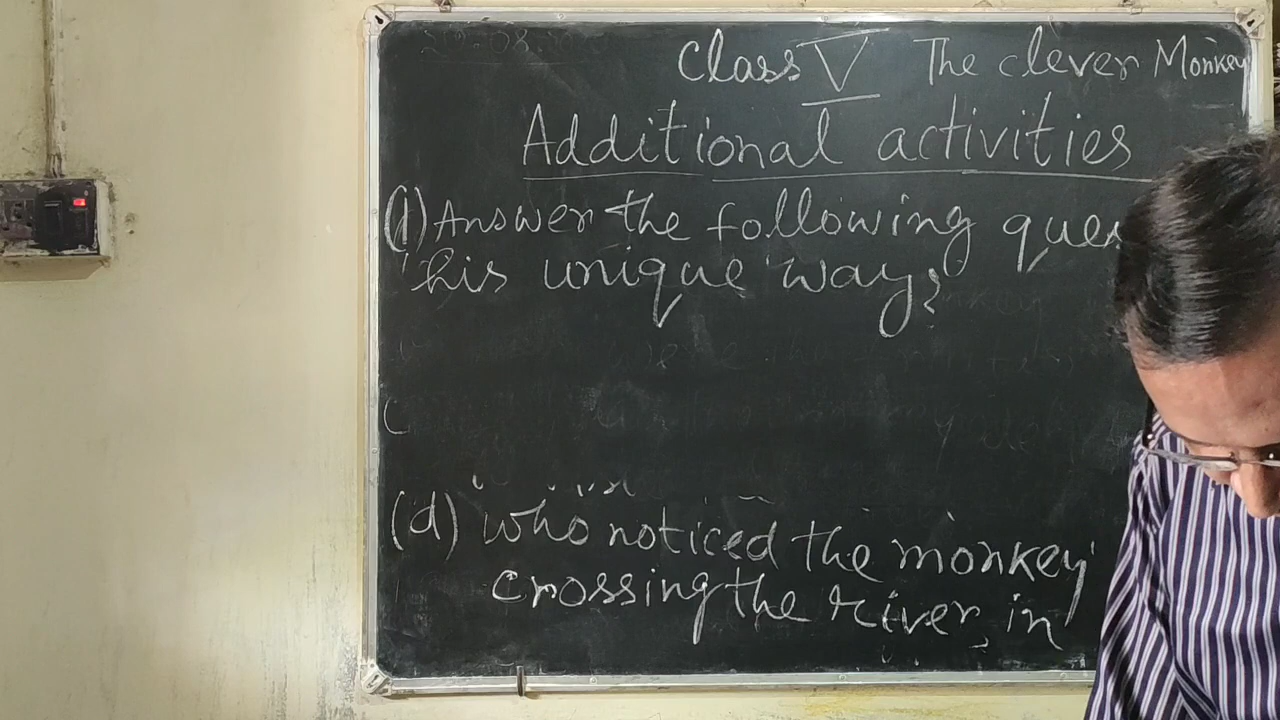 Class V The clever Monkey
Additional activities
(1) Answer the following ques
his unique way?
(d) who noticed the monkey
crossing the river in